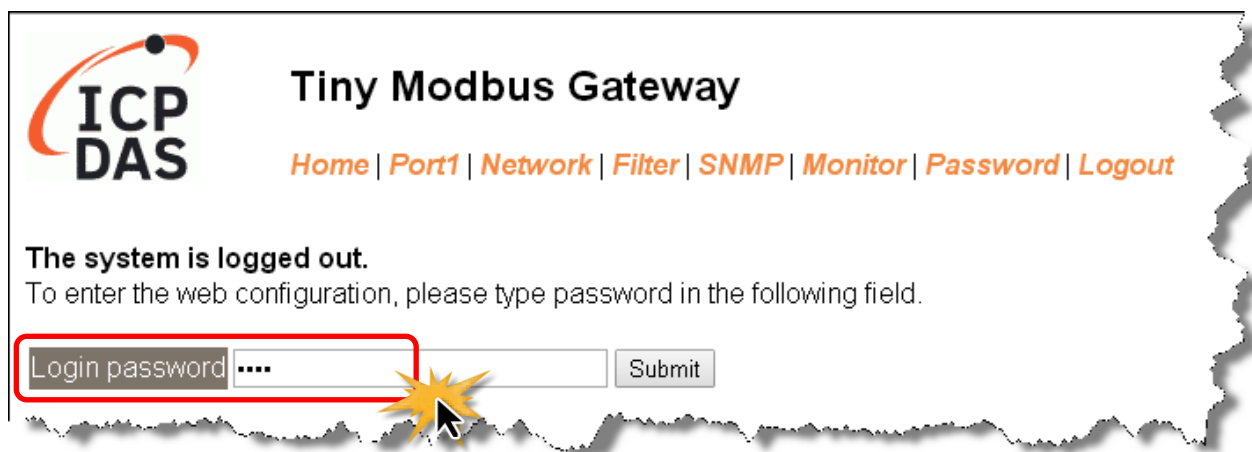 ICP
DAS
Tiny Modbus Gateway
Home | Port1 | Network | Filter | SNMP | Monitor | Password | Logout
The system is logged out.
To enter the web configuration, please type password in the following field.
Login password •••• Submit